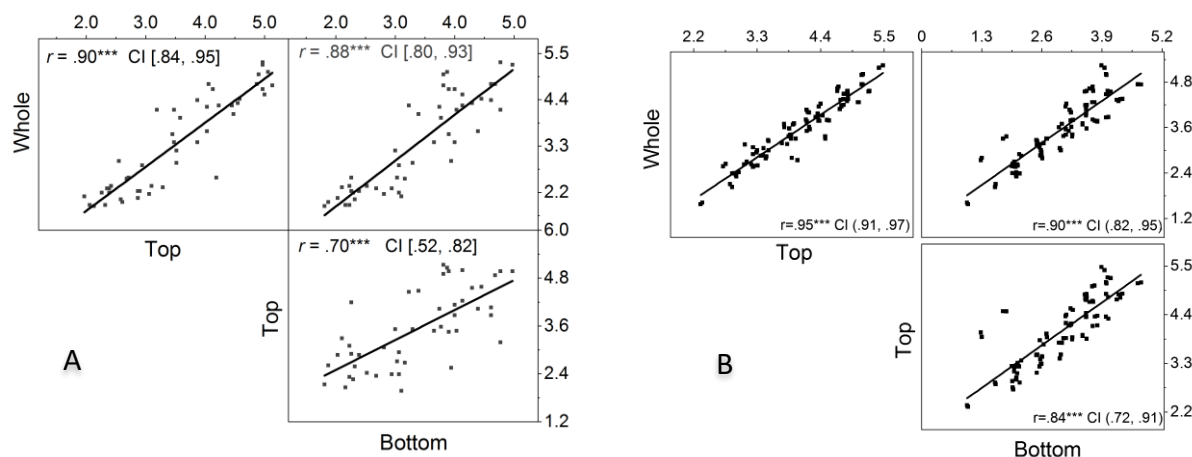 2.0 3.0 4.0 5.0 2.0 3.0 4.0 5.0
r = .90*** CI [.84, .95]
.88*** CI [.80, .93]
5.5
4.4
3.3
2.2
6.0
Whole
Top
r = .70*** CI [.52, .82]
4.8
3.6
2.4
1.2
Top
Bottom
A
2.2 3.3 4.4 5.5 0 1.3 2.6 3.9 5.2
4.8
3.6
2.4
1.2
Whole
r=.95*** CI (.91, .97)
r=.90*** CI (.82, .95)
Top
5.5
4.4
3.3
2.2
Top
r=.84*** CI (.72, .91)
Bottom
B